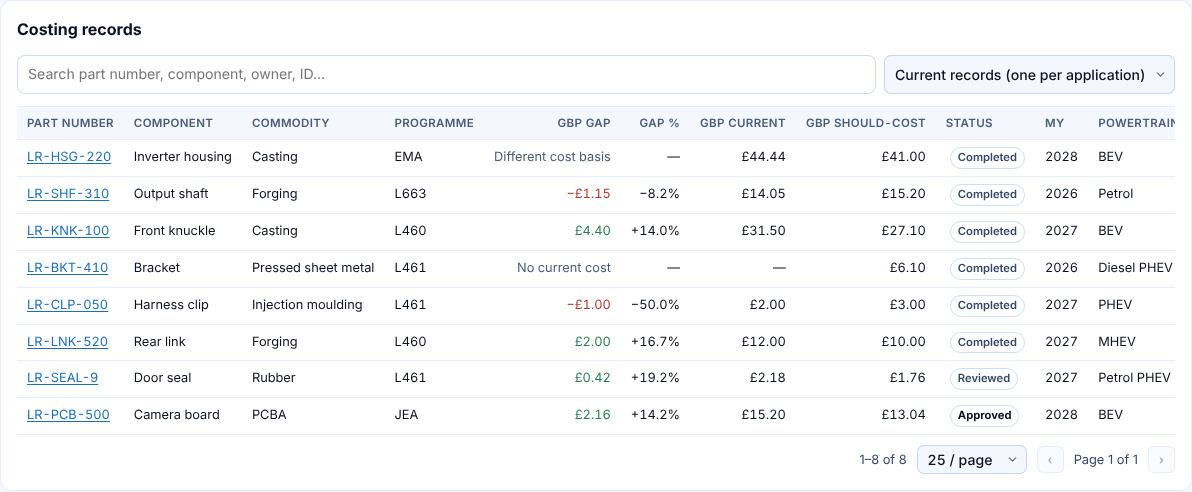 Costing records
Search part number, component, owner, ID...
Current records (one per application)
PART NUMBER COMPONENT COMMODITY PROGRAMME GBP GAP GAP % GBP CURRENT GBP SHOULD-COST STATUS MY POWERTRAIN
LR-HSG-220 Inverter housing Casting EMA Different cost basis — £44.44 £41.00 Completed 2028 BEV
LR-SHF-310 Output shaft Forging L663 −£1.15 −8.2% £14.05 £15.20 Completed 2026 Petrol
LR-KNK-100 Front knuckle Casting L460 £4.40 +14.0% £31.50 £27.10 Completed 2027 BEV
LR-BKT-410 Bracket Pressed sheet metal L461 No current cost — — £6.10 Completed 2026 Diesel PHEV
LR-CLP-050 Harness clip Injection moulding L461 −£1.00 −50.0% £2.00 £3.00 Completed 2027 PHEV
LR-LNK-520 Rear link Forging L460 £2.00 +16.7% £12.00 £10.00 Completed 2027 MHEV
LR-SEAL-9 Door seal Rubber L461 £0.42 +19.2% £2.18 £1.76 Reviewed 2027 Petrol PHEV
LR-PCB-500 Camera board PCBA JEA £2.16 +14.2% £15.20 £13.04 Approved 2028 BEV
1–8 of 8 25 / page ‹ Page 1 of 1 ›